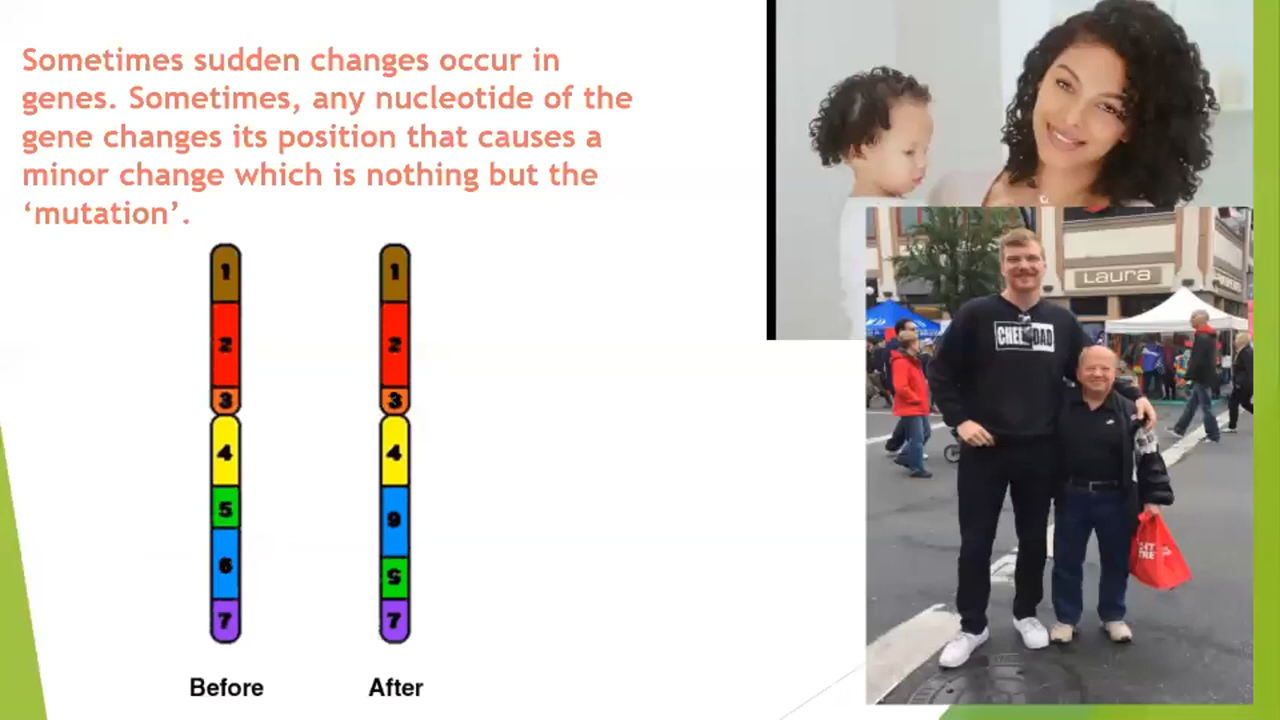 Sometimes sudden changes occur in
genes. Sometimes, any nucleotide of the
gene changes its position that causes a
minor change which is nothing but the
‘mutation’.
1
2
3
4
5
6
7
Before
1
2
3
4
9
5
7
After
Laura
DAD